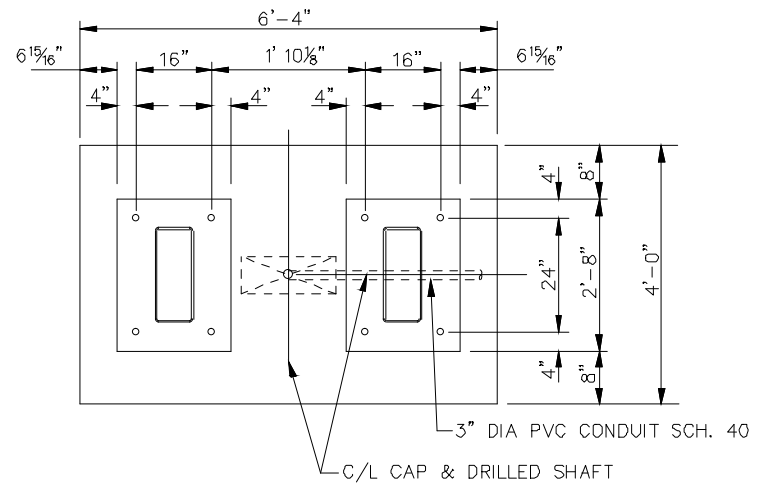 6'-4"
6 15/16" 16" 1' 10 1/8" 16" 6 15/16"
4" 4" 4" 4"
4" 8"
24" 2'-8" 4'-0"
4" 8"
3" DIA PVC CONDUIT SCH. 40
C/L CAP & DRILLED SHAFT